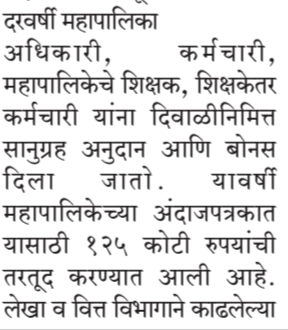 दरवर्षी महापालिका
अधिकारी, कर्मचारी,
महापालिकेचे शिक्षक, शिक्षकेतर
कर्मचारी यांना दिवाळीनिमित्त
सानुग्रह अनुदान आणि बोनस
दिला जातो. यावर्षी
महापालिकेच्या अंदाजपत्रकात
यासाठी १२५ कोटी रुपयांची
तरतूद करण्यात आली आहे.
लेखा व वित्त विभागाने काढलेल्या